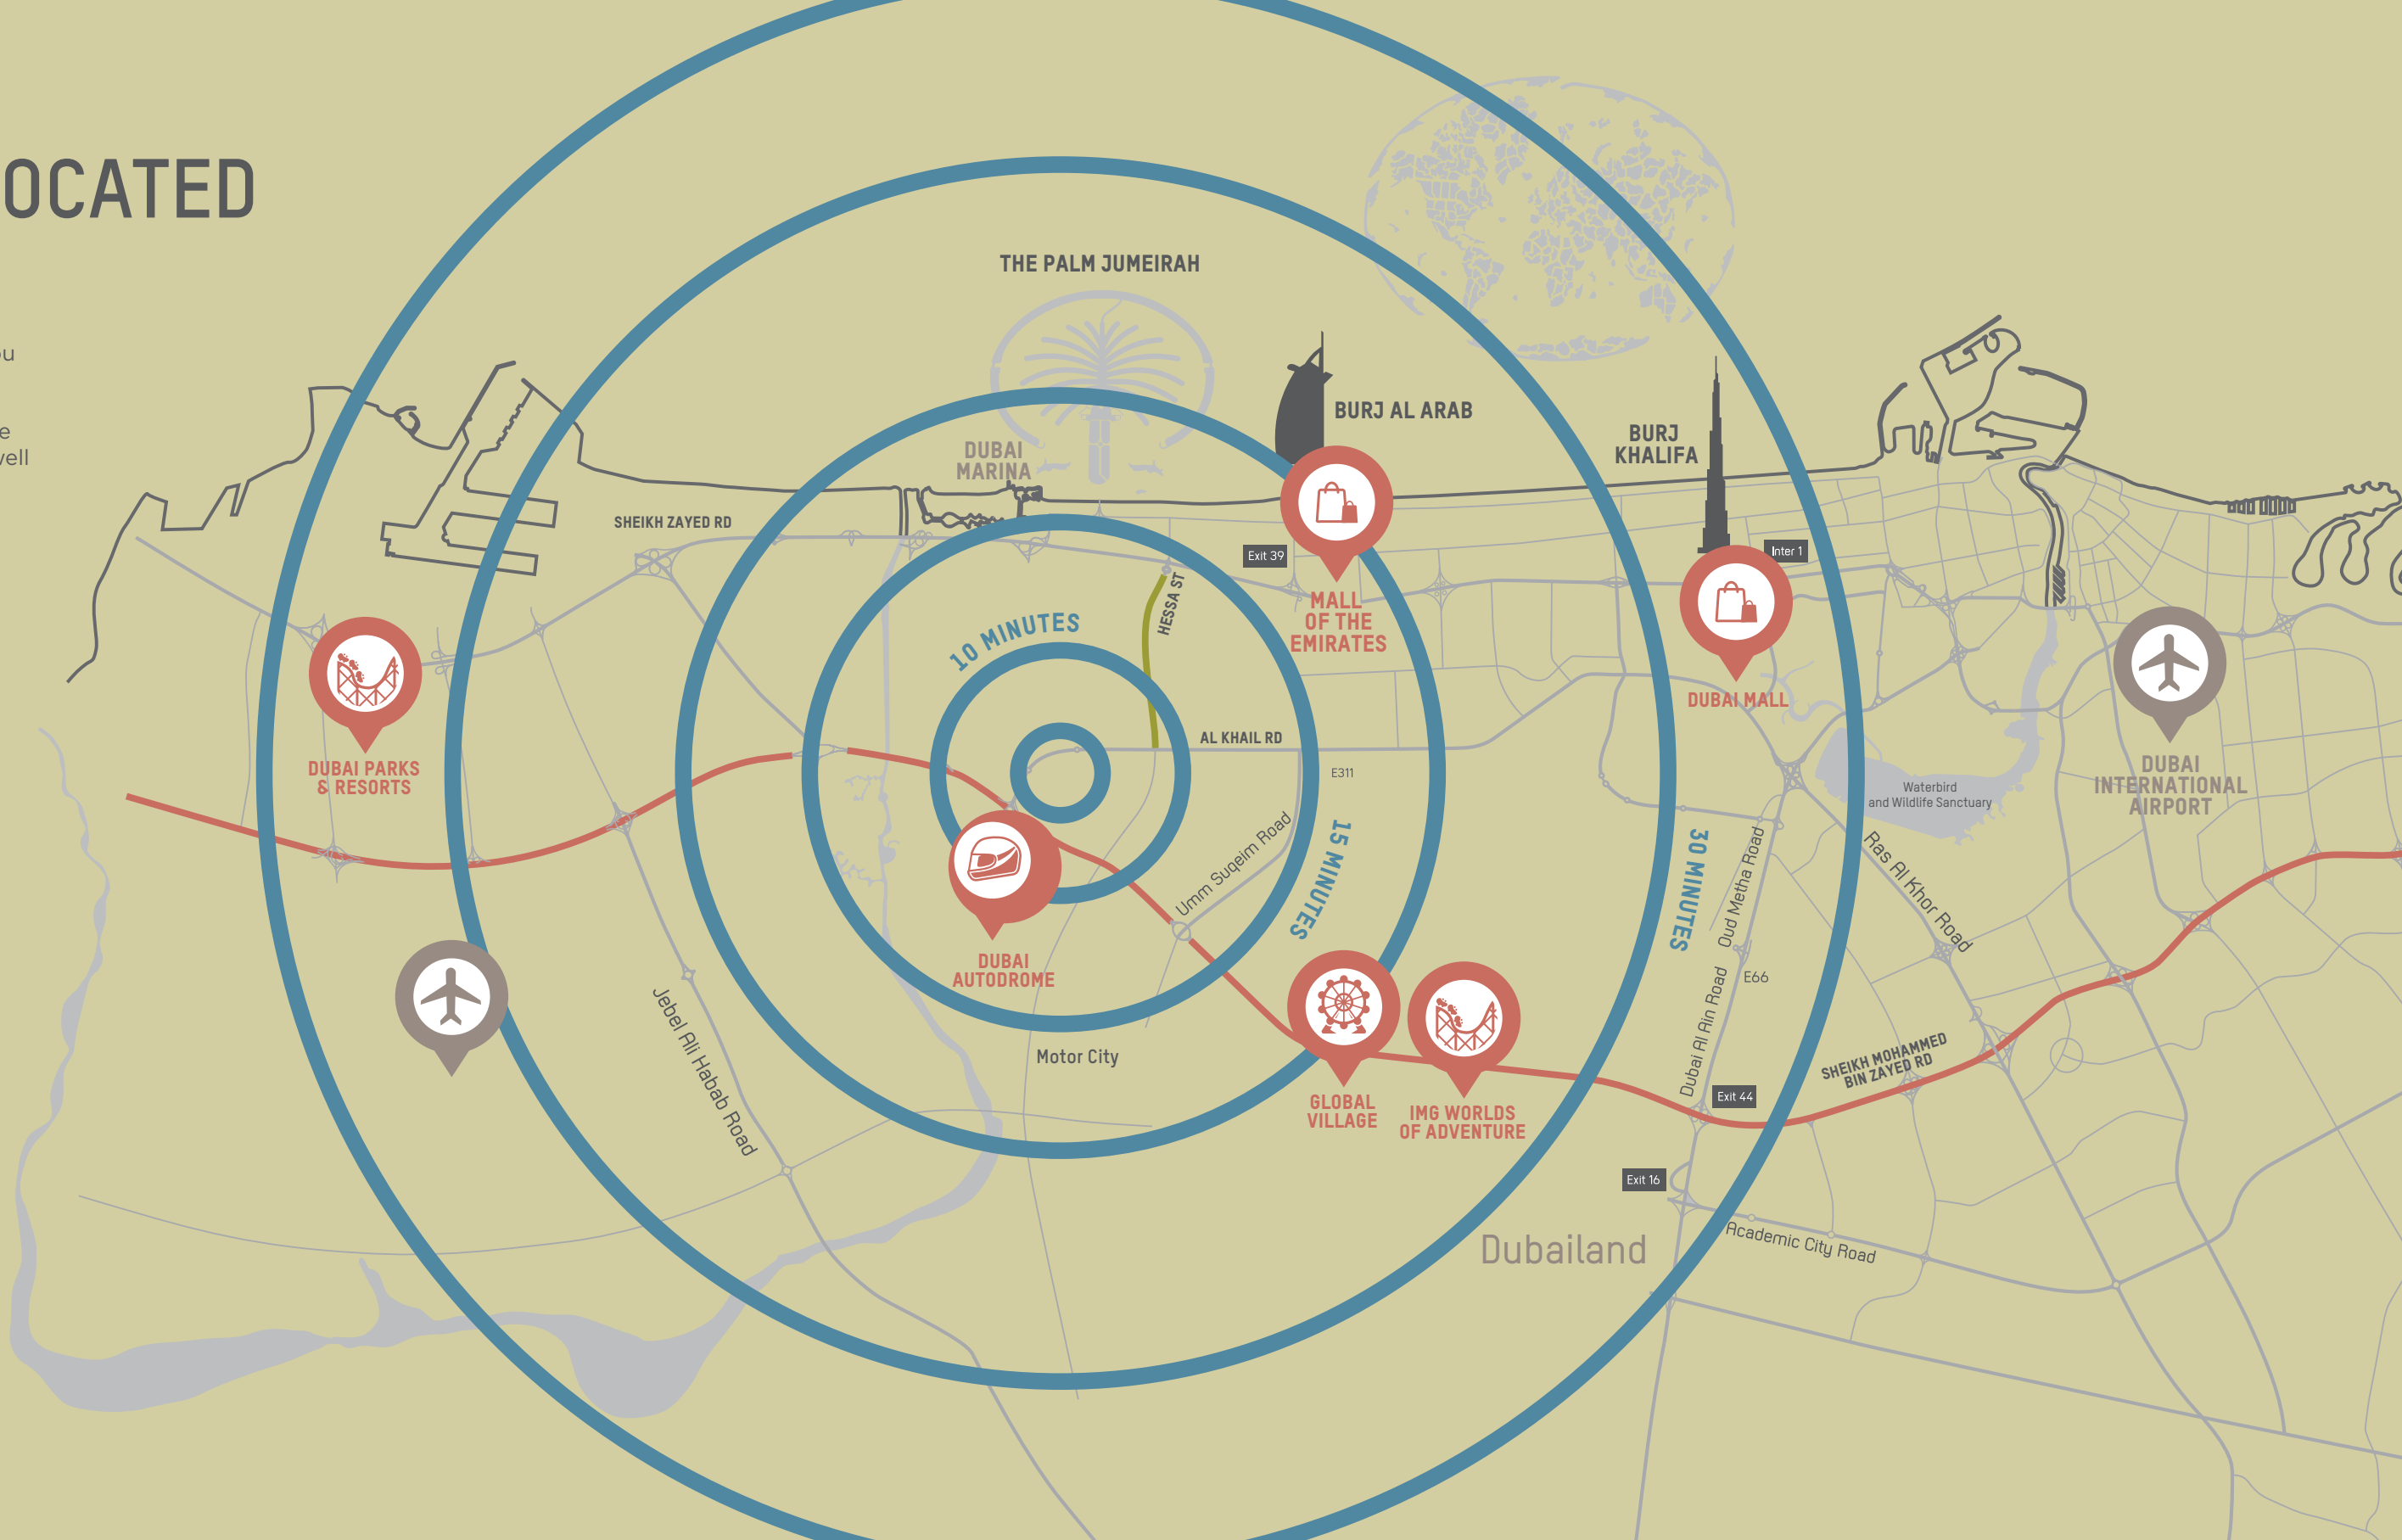 OCATED
ou
e
well
THE PALM JUMEIRAH
BURJ AL ARAB
BURJ
KHALIFA
DUBAI
MARINA
SHEIKH ZAYED RD
Exit 39
Inter 1
HESSA ST
MALL
OF THE
EMIRATES
10 MINUTES
DUBAI MALL
AL KHAIL RD
E311
DUBAI PARKS
& RESORTS
DUBAI
INTERNATIONAL
AIRPORT
Waterbird
and Wildlife Sanctuary
Umm Suqeim Road
15 MINUTES
30 MINUTES
Oud Metha Road
Ras Al Khor Road
DUBAI
AUTODROME
E66
Jebel Ali Habab Road
Motor City
Dubai Al Ain Road
SHEIKH MOHAMMED
BIN ZAYED RD
Exit 44
GLOBAL
VILLAGE
IMG WORLDS
OF ADVENTURE
Exit 16
Dubailand
Academic City Road